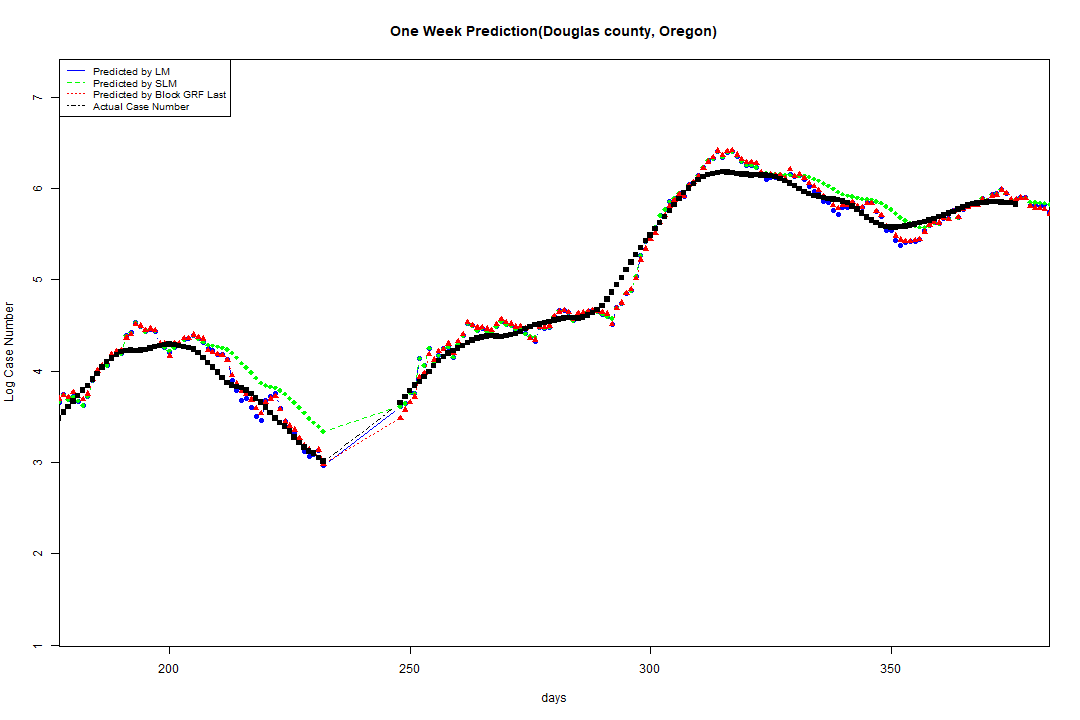 One Week Prediction(Douglas county, Oregon)
Predicted by LM
Predicted by SLM
Predicted by Block GRF Last
Actual Case Number
7
6
5
4
3
2
1
Log Case Number
200
250
300
350
days